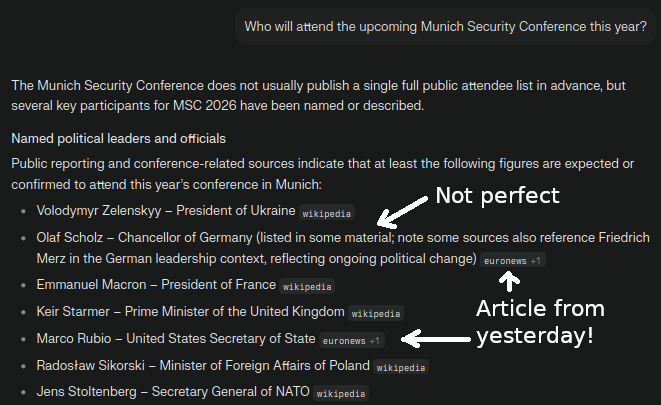 Who will attend the upcoming Munich Security Conference this year?
The Munich Security Conference does not usually publish a single full public attendee list in advance, but
several key participants for MSC 2026 have been named or described.
Named political leaders and officials
Public reporting and conference-related sources indicate that at least the following figures are expected or
confirmed to attend this year's conference in Munich:
Not perfect
• Volodymyr Zelenskyy – President of Ukraine wikipedia
• Olaf Scholz – Chancellor of Germany (listed in some material; note some sources also reference Friedrich
Merz in the German leadership context, reflecting ongoing political change) euronews +1
• Emmanuel Macron – President of France wikipedia
Article from
yesterday!
• Keir Starmer – Prime Minister of the United Kingdom wikipedia
• Marco Rubio – United States Secretary of State euronews +1
• Radosław Sikorski – Minister of Foreign Affairs of Poland wikipedia
• Jens Stoltenberg – Secretary General of NATO wikipedia